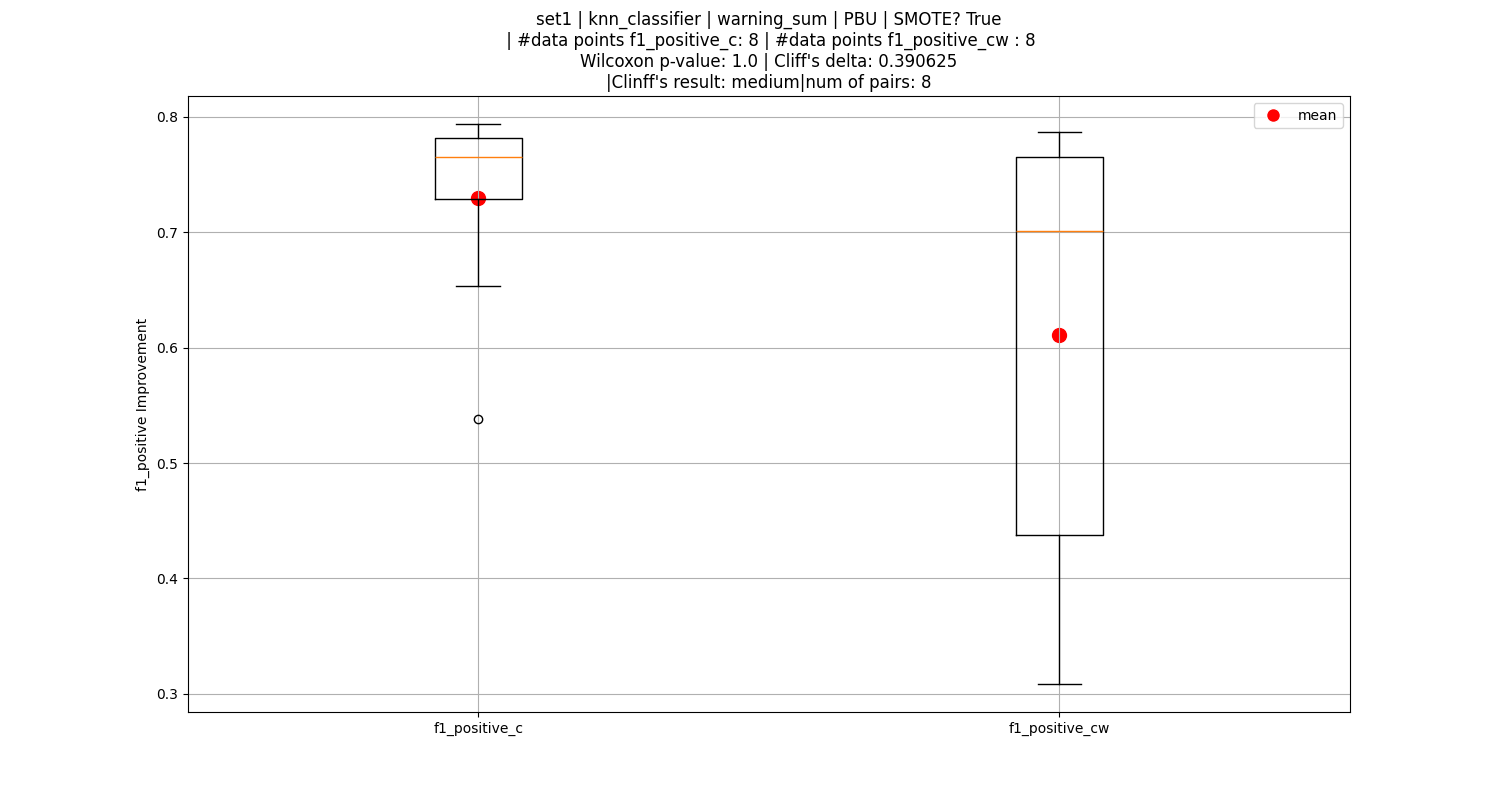 set1 | knn_classifier | warning_sum | PBU | SMOTE? True
| #data points f1_positive_c: 8 | #data points f1_positive_cw : 8
Wilcoxon p-value: 1.0 | Cliff's delta: 0.390625
|Clinff's result: medium|num of pairs: 8
mean
0.8
0.7
0.6
0.5
0.4
0.3
f1_positive Improvement
f1_positive_c
f1_positive_cw